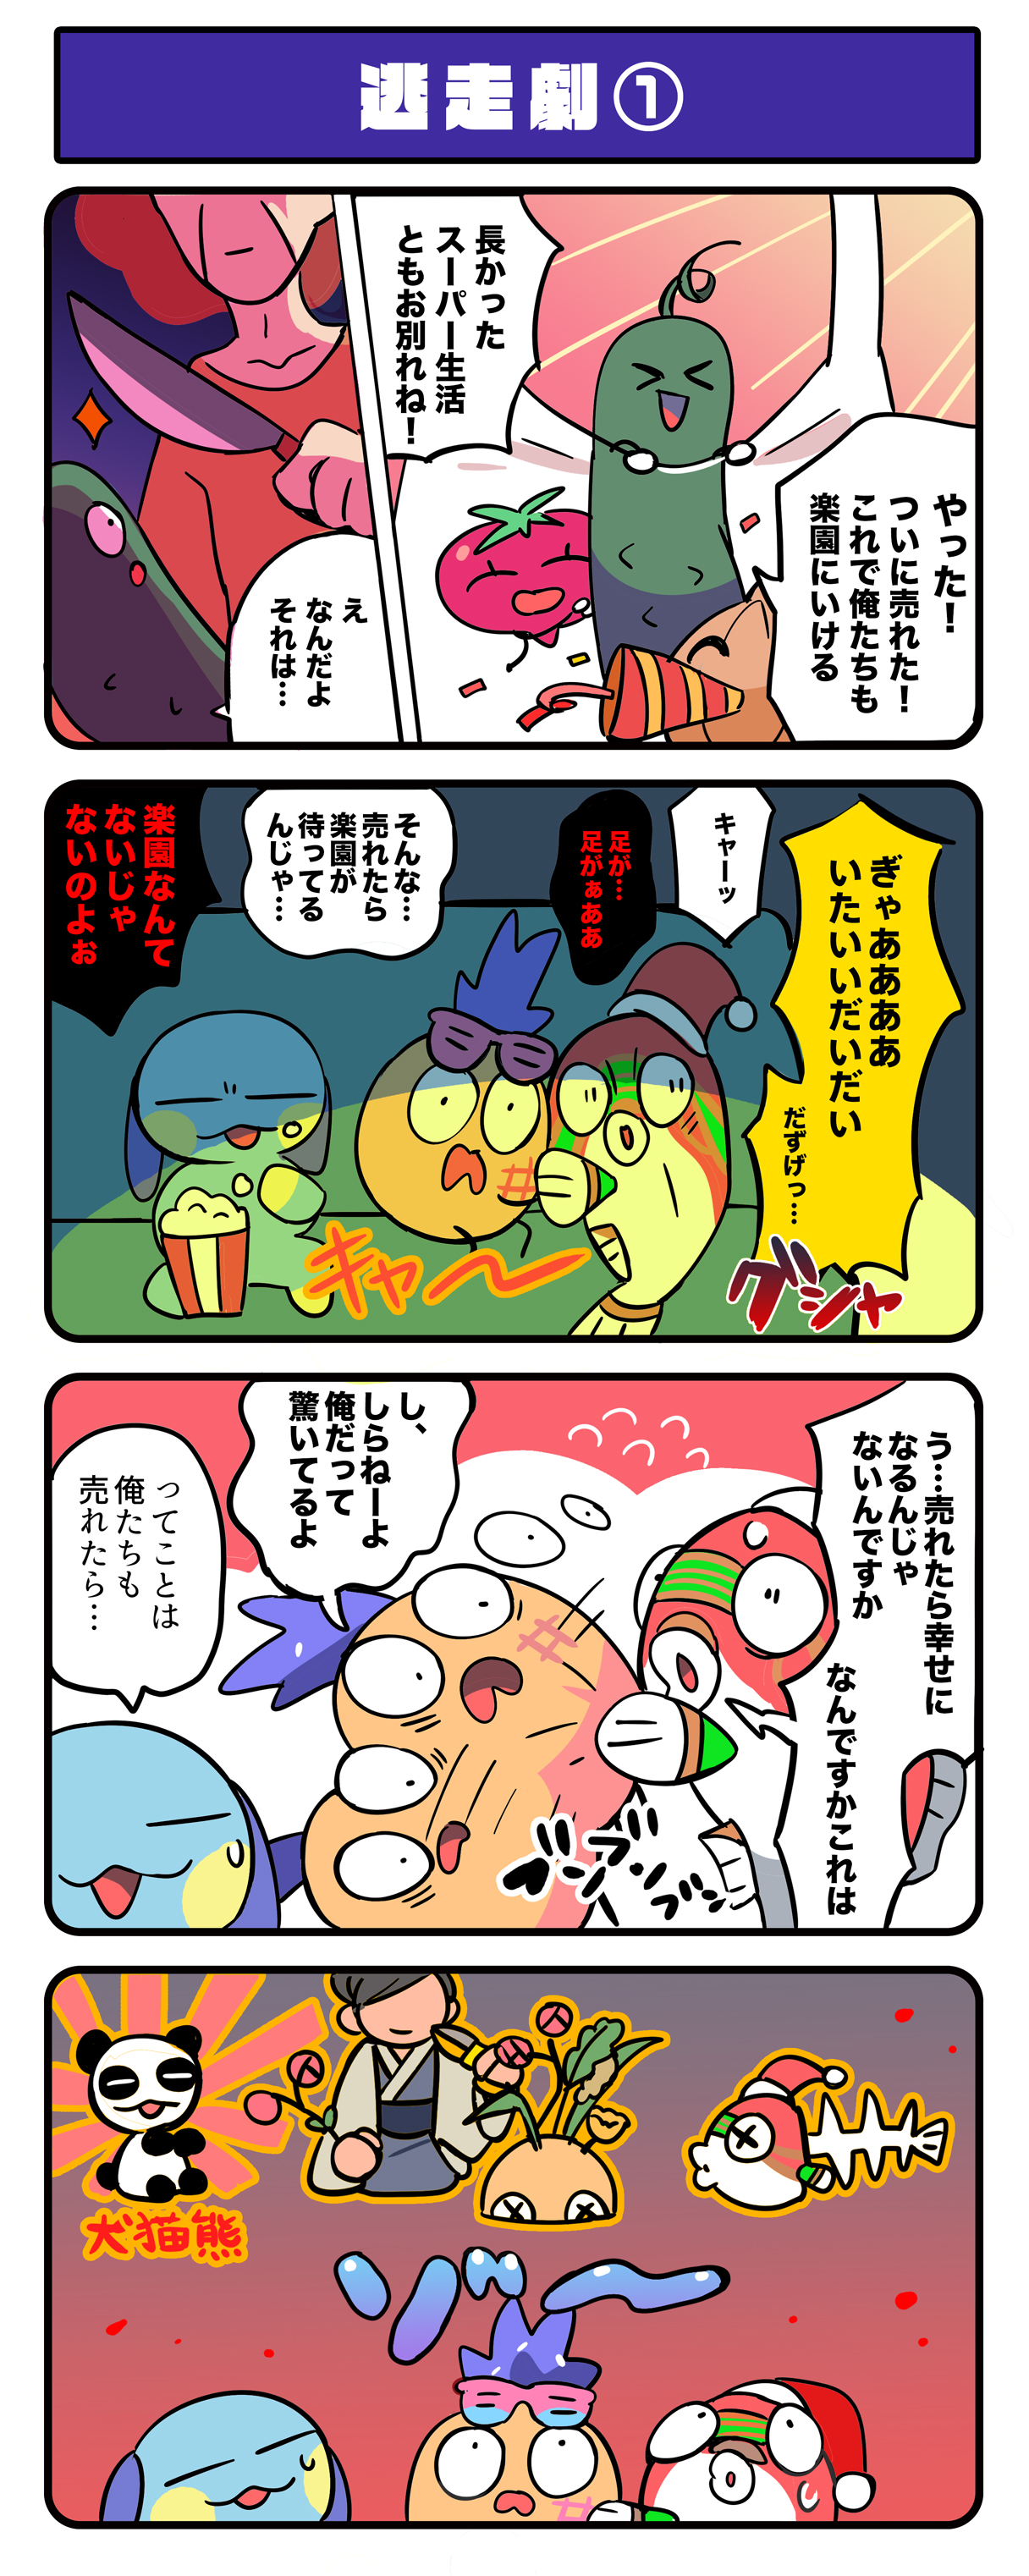 逃走劇①
やった！
ついに売れた！
これで俺たちも
楽園にいける
長かった
スーパー生活
ともお別れね！
え
なんだよ
それは…
ぎゃああああ
いたいいだいだい
だずげっ…
グシャ
キャーッ
足が…
足がぁああ
そんな…
売れたら
楽園が
待ってる
んじゃ…
キャー
楽園なんて
ないじゃ
ないのよぉ
う…売れたら幸せに
なるんじゃ
ないんですか
なんですかこれは
ブンブンブン
し、
しらねーよ
俺だって
驚いてるよ
ってことは
俺たちも
売れたら…
犬猫熊
ゾゾー